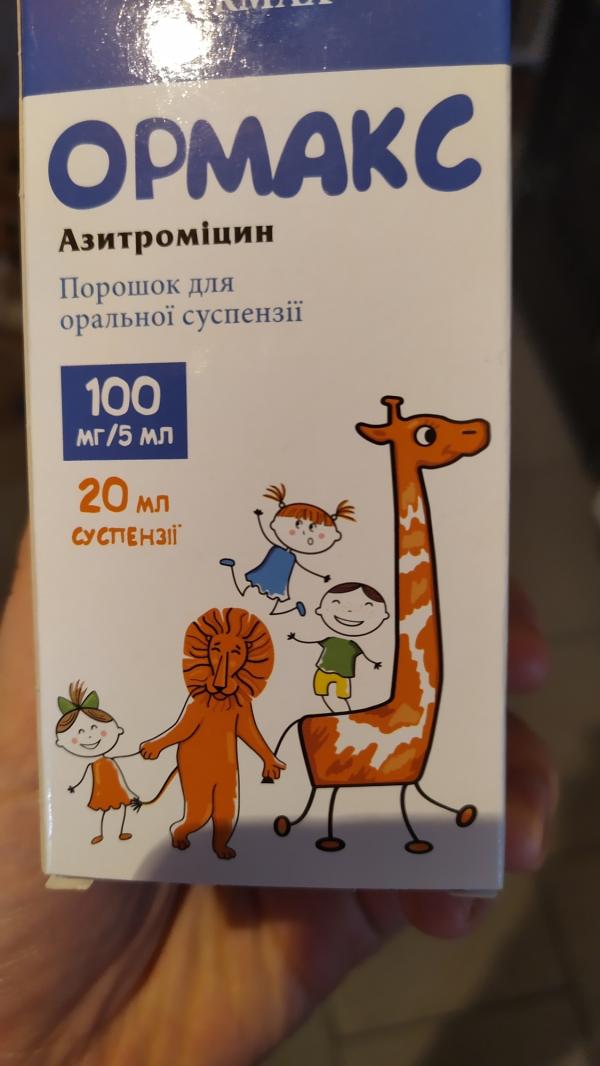 ОРМАКС
Азитроміцин
Порошок для
оральної суспензії
100
мг/5 мл
20 мл
суспензії